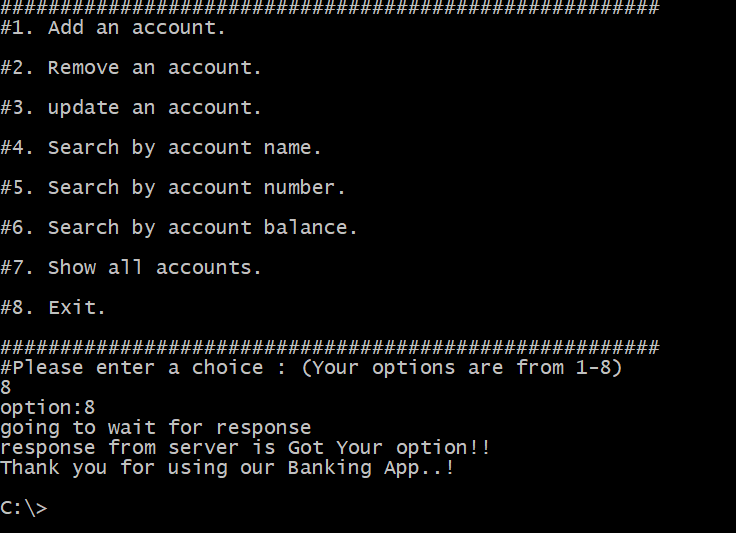 #######################################################
#1. Add an account.
#2. Remove an account.
#3. update an account.
#4. Search by account name.
#5. Search by account number.
#6. Search by account balance.
#7. Show all accounts.
#8. Exit.
#######################################################
#Please enter a choice : (Your options are from 1-8)
8
option:8
going to wait for response
response from server is Got Your option!!
Thank you for using our Banking App..!
C:\>